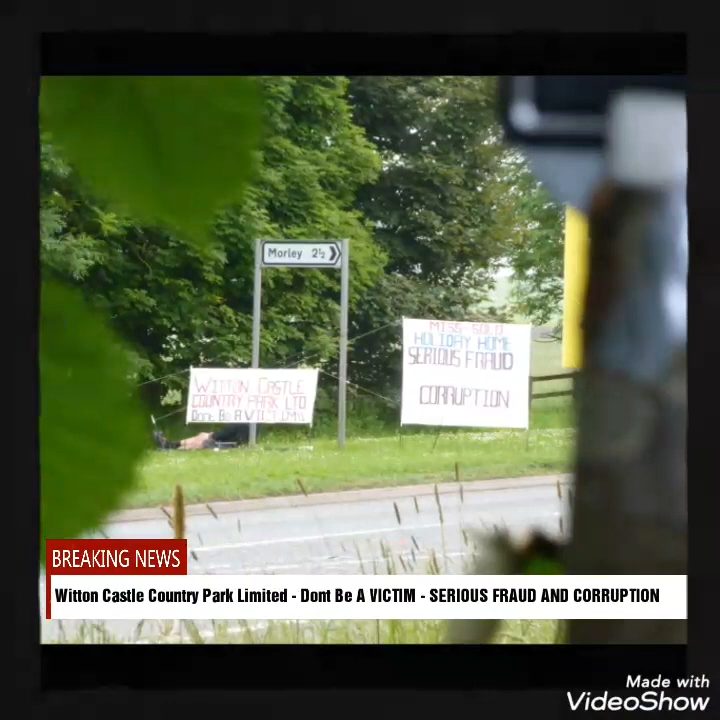 Morley 2½
WITTON CASTLE
COUNTRY PARK LTD
Dont Be A VICTIM
MISS-SOLD
HOLIDAY HOME
SERIOUS FRAUD
CORRUPTION
BREAKING NEWS
Witton Castle Country Park Limited - Dont Be A VICTIM - SERIOUS FRAUD AND CORRUPTION
Made with
VideoShow